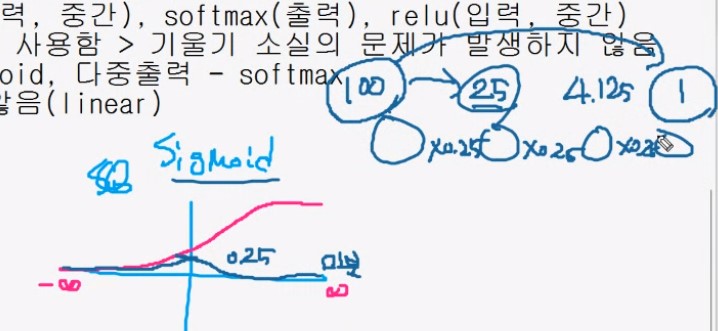 력, 중간), softmax(출력), relu(입력, 중간)
사용함 > 기울기 소실의 문제가 발생하지 않음
oid, 다중출력 - softmax
않음(linear)
100 25 4.125 1
x0.25 x0.25
Sigmoid
0.25 미분
-∞ ∞